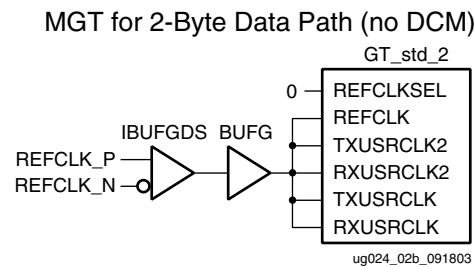 MGT for 2-Byte Data Path (no DCM)
GT_std_2
0
REFCLKSEL
REFCLK
IBUFGDS BUFG
TXUSRCLK2
REFCLK_P
RXUSRCLK2
REFCLK_N
TXUSRCLK
RXUSRCLK
ug024_02b_091803